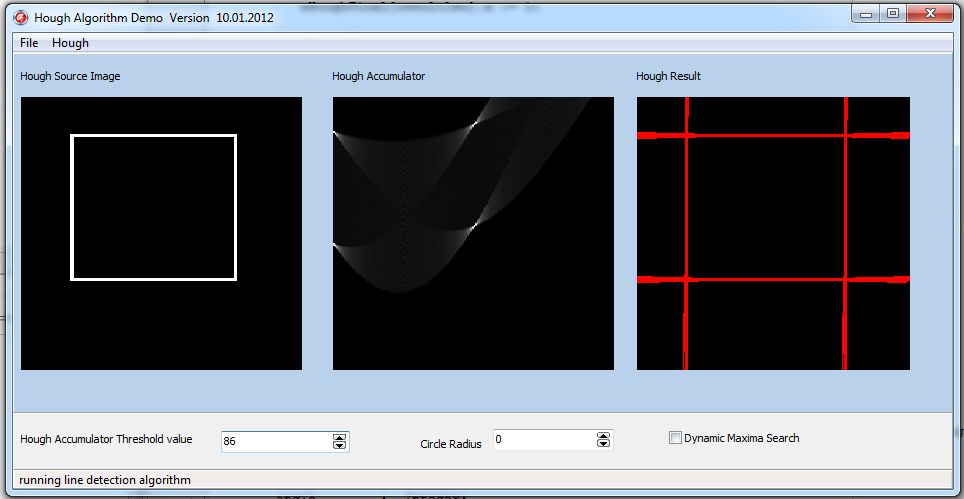 Hough Algorithm Demo Version 10.01.2012
File Hough
Hough Source Image
Hough Accumulator
Hough Result
Hough Accumulator Threshold value
86
Circle Radius
0
Dynamic Maxima Search
running line detection algorithm